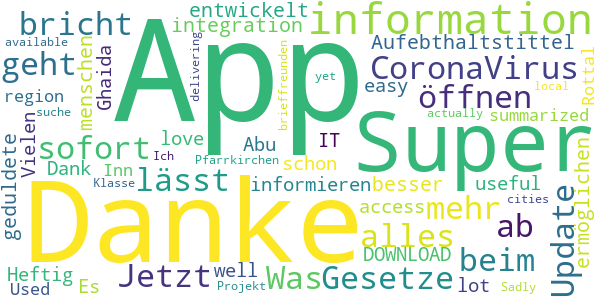 entwickelt
bricht
App
information
integration
Aufebthaltstittel
available
geht
menschen
Ghaida
delivering
CoronaVirus
region
brieffreunden
yet
easy
öffnen
Rottal
local
suche
Vielen
love
Super
actually
summarized
sofort
Abu
IT
Ich
Pfarrkirchen
geduldete
Dank
Inn
schon
ermöglichen
Klasse
lässt
informieren
besser
useful
Danke
access
mehr
ab
Update
cities
alles
DOWNLOAD
beim
Heftig
Jetzt
well
Was
Gesetze
Used
Es
Projekt
lot
Sadly